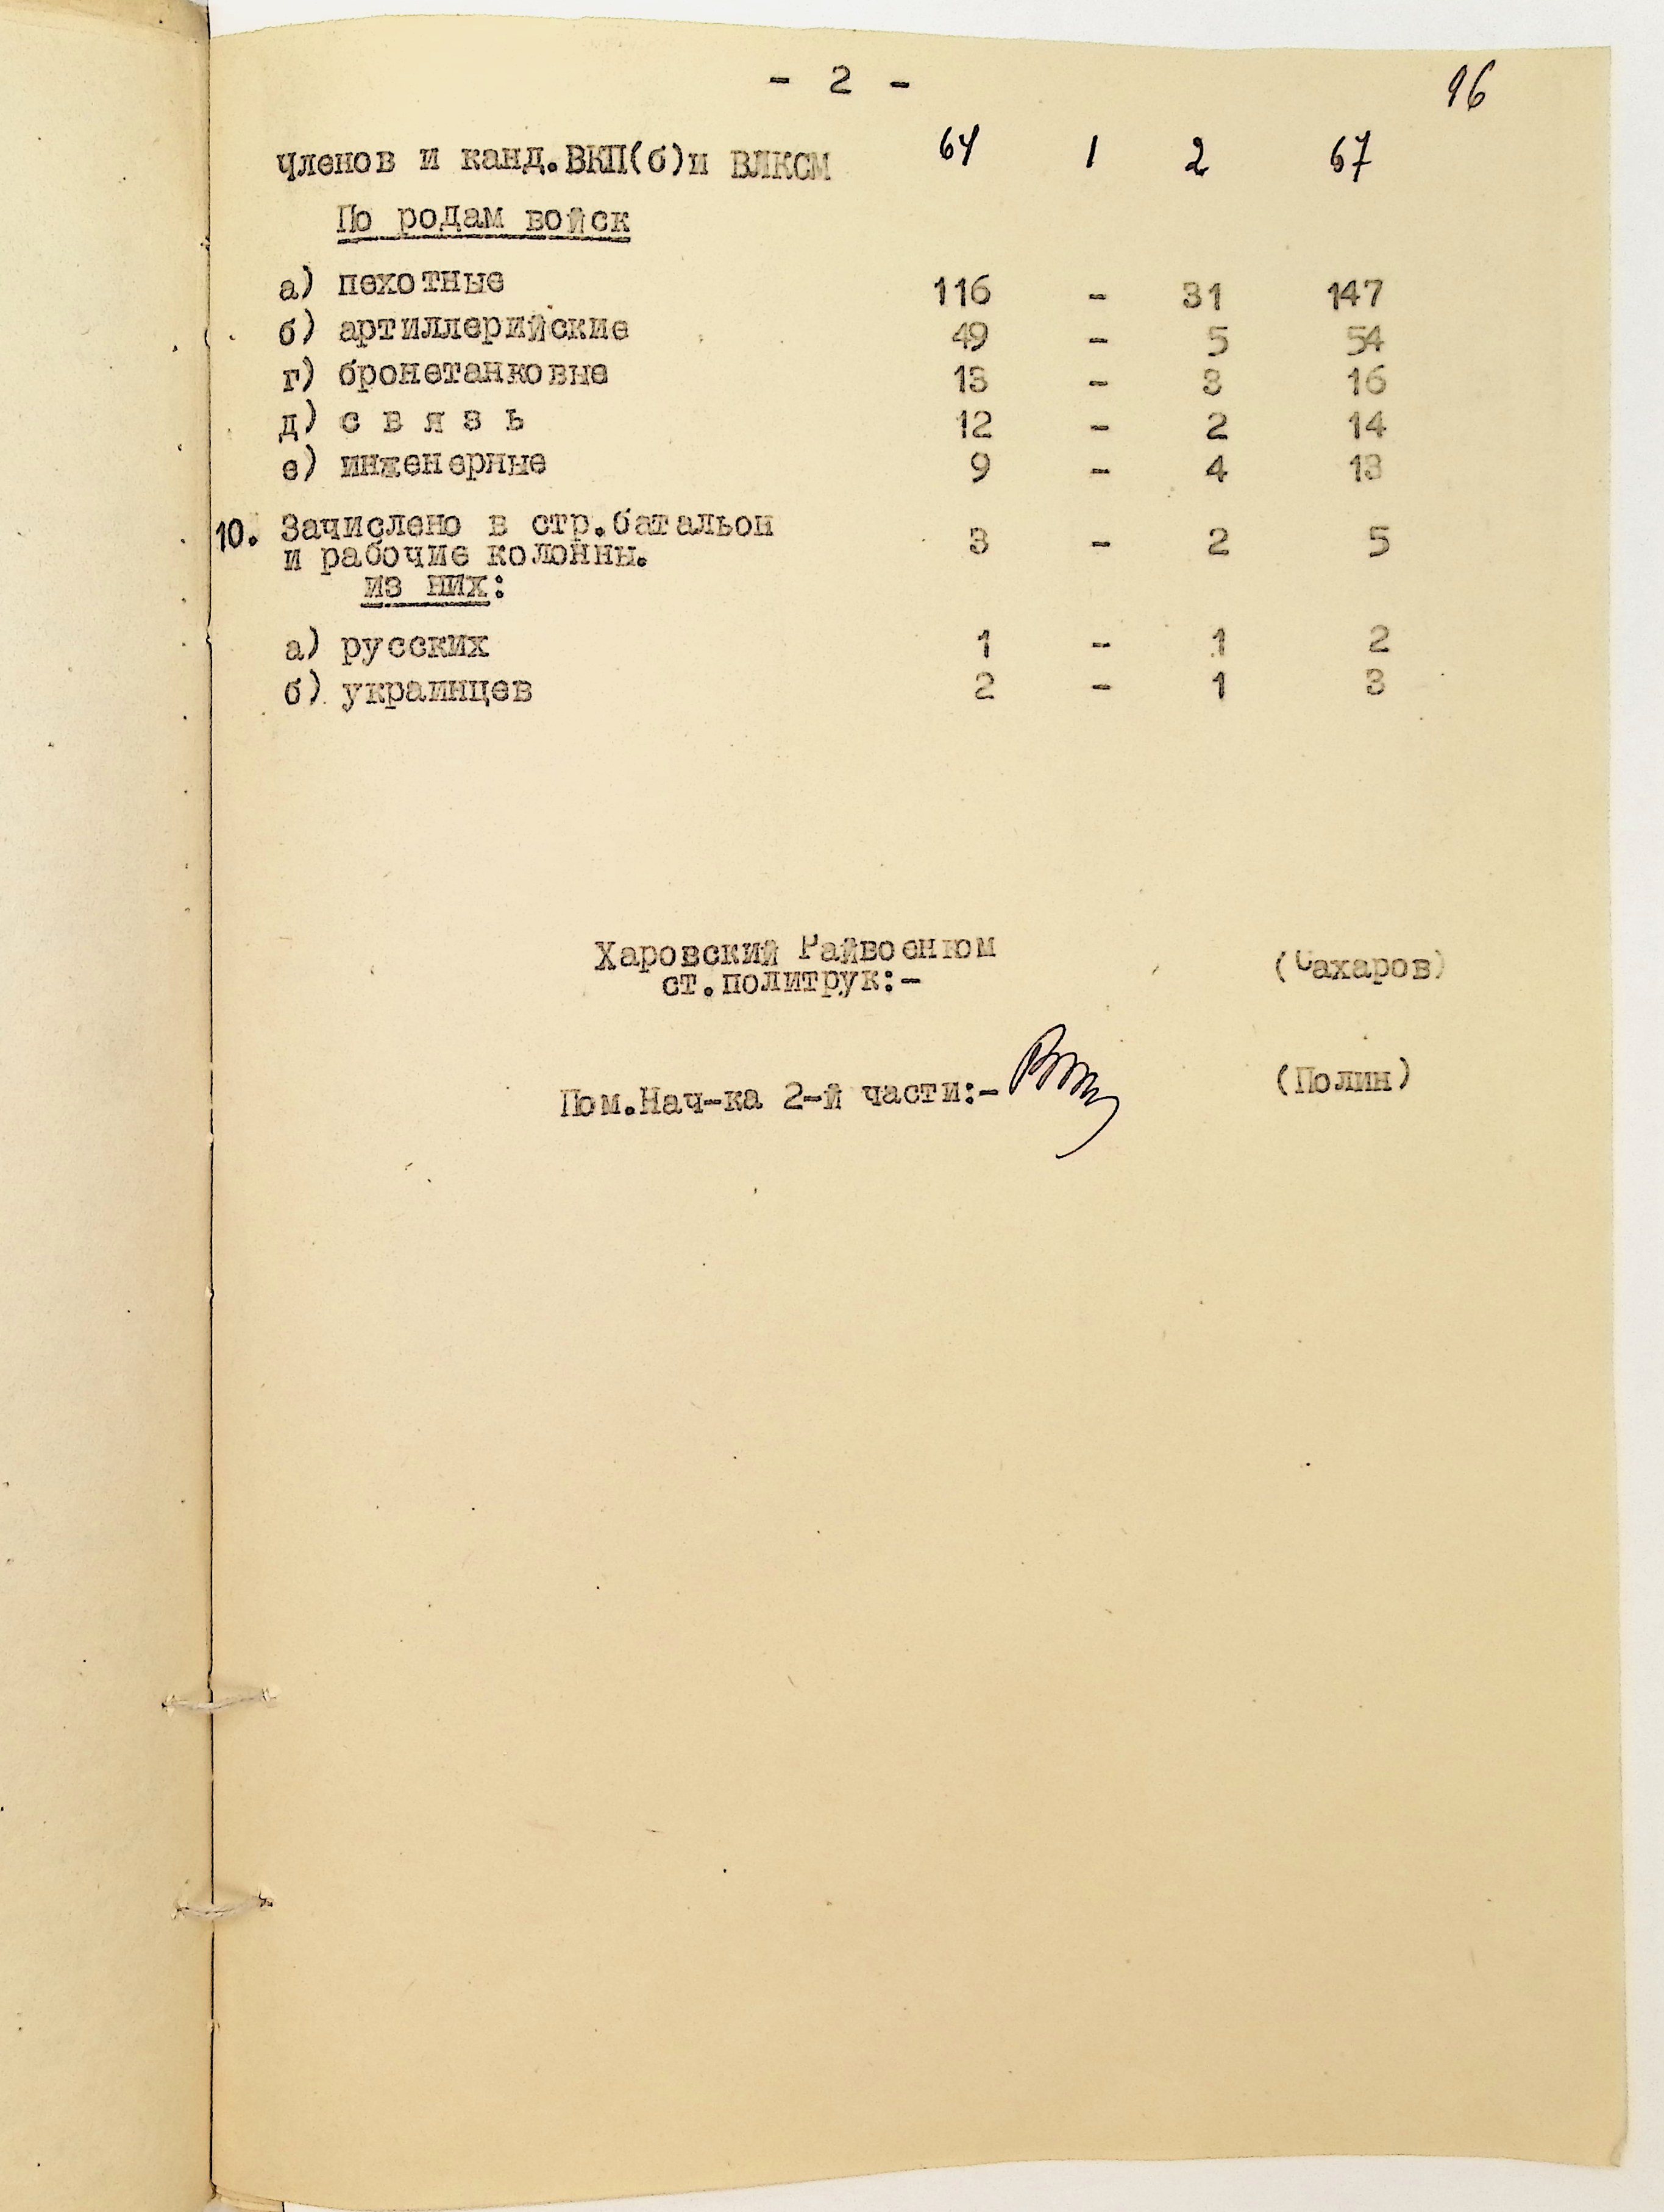 - 2 -
96
членов и канд.ВКП(б)и ВЛКСМ 64 1 2 67
По родам войск
а) пехотные 116 - 31 147
б) артиллерийские 49 - 5 54
г) бронетанковые 13 - 3 16
д) с в я з ь 12 - 2 14
е) инженерные 9 - 4 13
10. Зачислено в стр.батальон
и рабочие колонны. 3 - 2 5
из них:
а) русских 1 - 1 2
б) украинцев 2 - 1 3
Харовский Райвоенком (Сахаров)
ст.политрук:-
Пом.Нач-ка 2-й части:- (Полин)